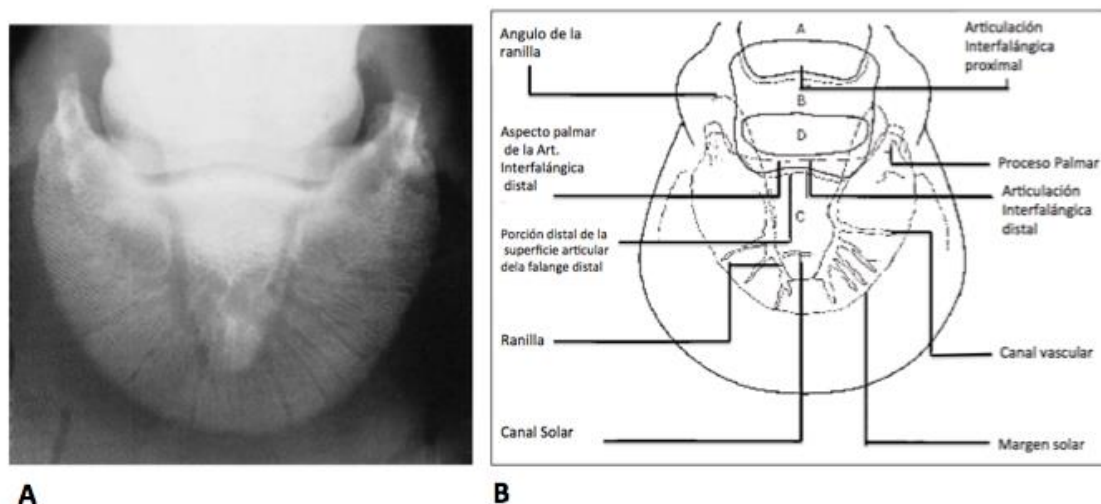 Angulo de la
ranilla
Aspecto palmar
de la Art.
Interfalángica
distal
Porción distal de la
superficie articular
dela falange distal
Ranilla
Canal Solar
A
B
D
C
Articulación
Interfalángica
proximal
Proceso Palmar
Articulación
Interfalángica
distal
Canal vascular
Margen solar
A
B